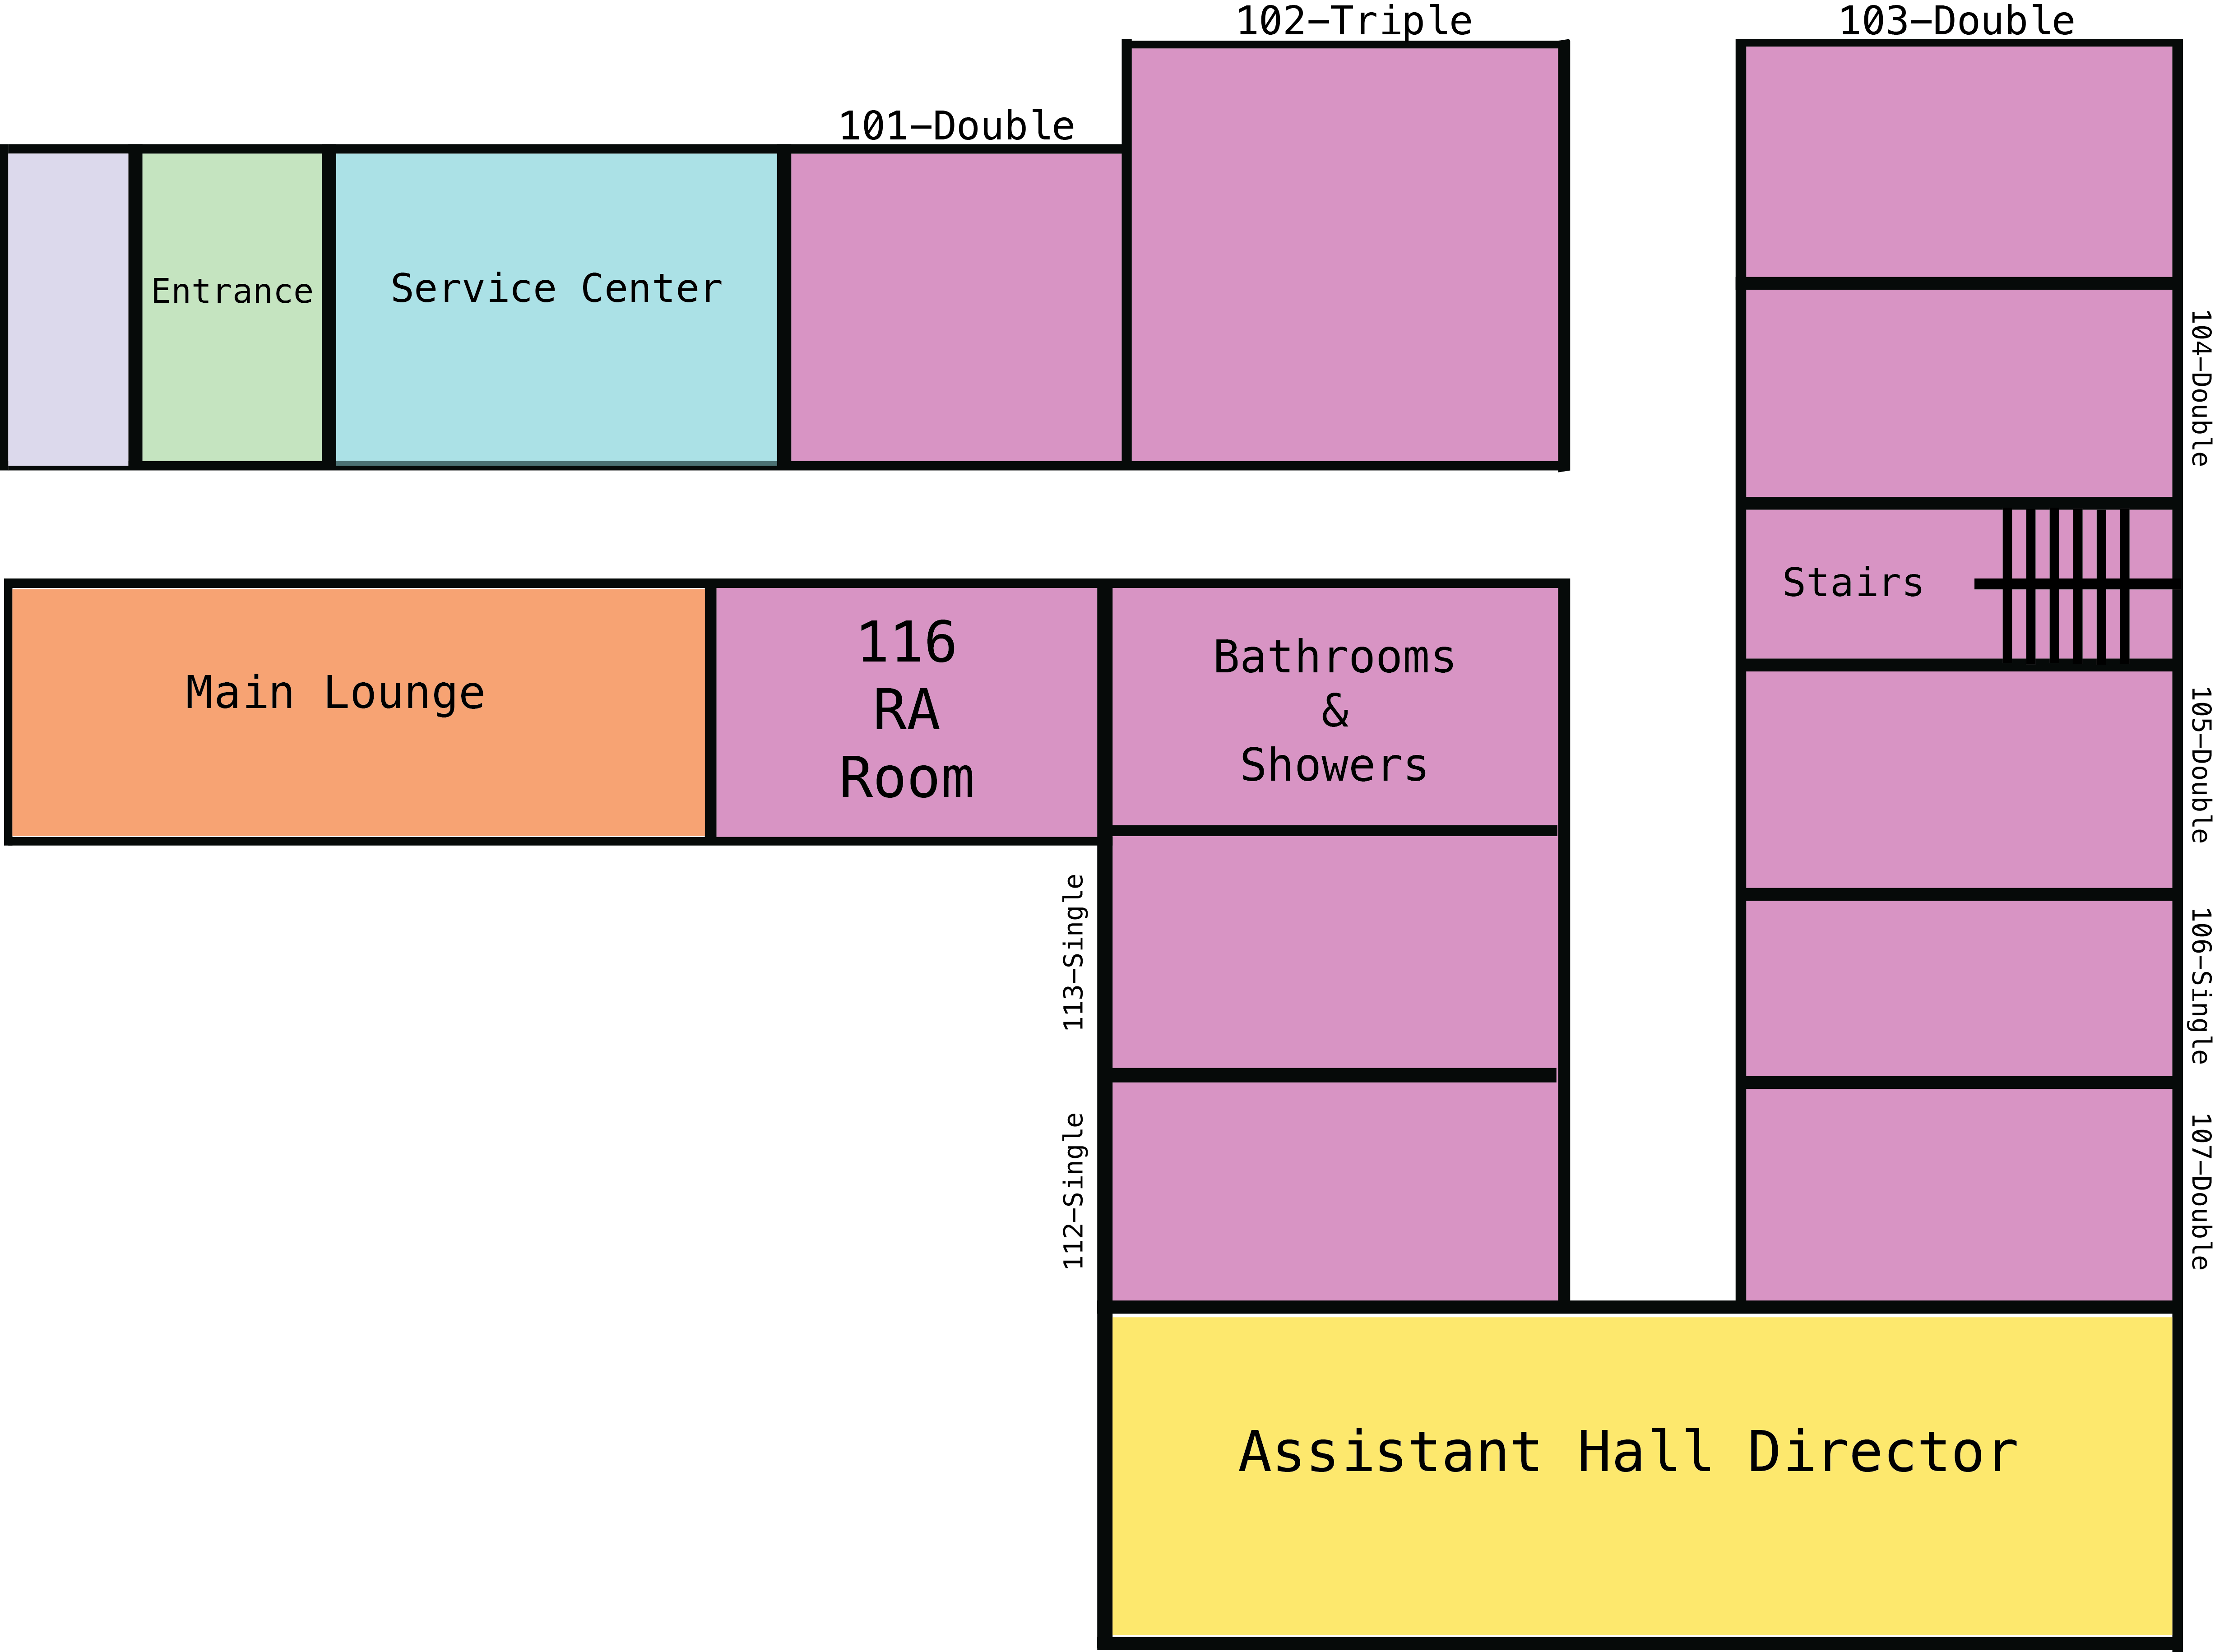 102-Triple
103-Double
101-Double
Entrance
Service Center
104-Double
Stairs
Main Lounge
116
RA
Room
Bathrooms
&
Showers
105-Double
113-Single
106-Single
112-Single
107-Double
Assistant Hall Director